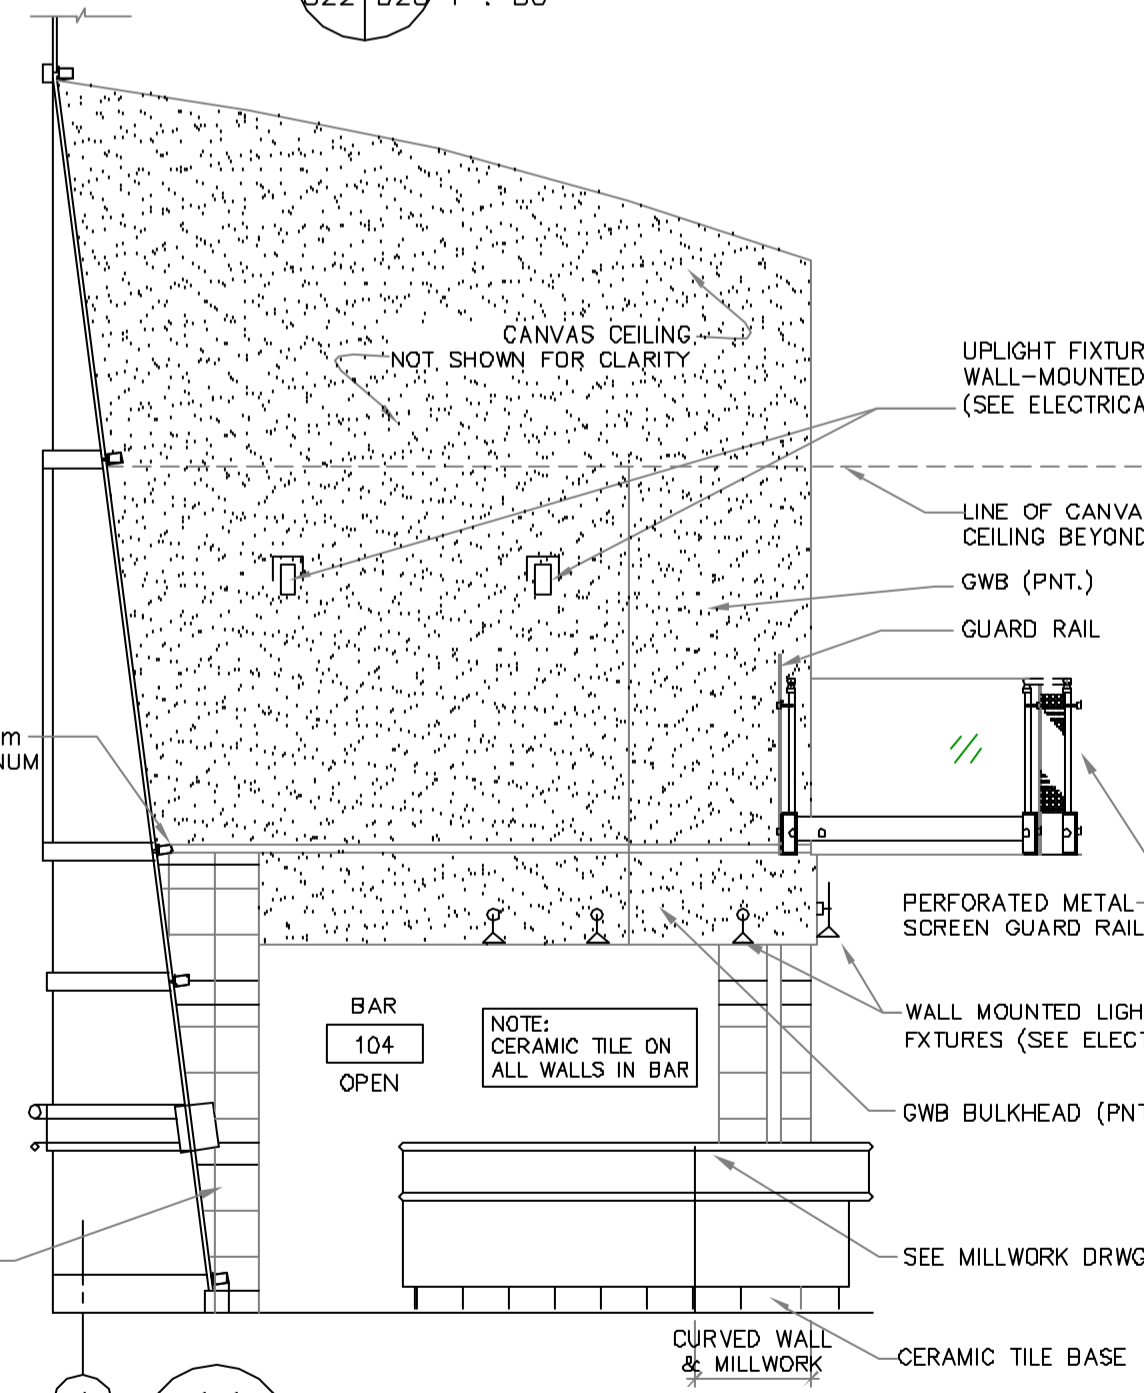 CANVAS CEILING
NOT SHOWN FOR CLARITY
UPLIGHT FIXTUR
WALL-MOUNTED
(SEE ELECTRICA
LINE OF CANVA
CEILING BEYOND
GWB (PNT.)
GUARD RAIL
m
NUM
PERFORATED METAL
SCREEN GUARD RAIL
BAR
104
OPEN
NOTE:
CERAMIC TILE ON
ALL WALLS IN BAR
WALL MOUNTED LIGH
FXTURES (SEE ELECT
GWB BULKHEAD (PNT
SEE MILLWORK DRWG
CURVED WALL
& MILLWORK
CERAMIC TILE BASE